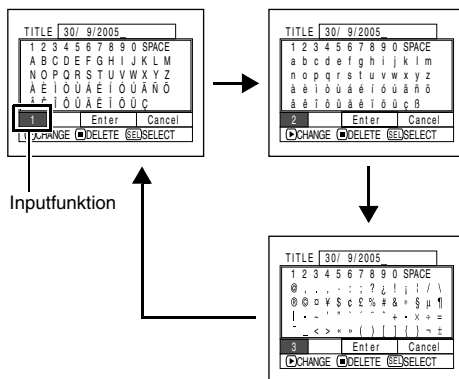 TITLE 30/ 9/2005_
1 2 3 4 5 6 7 8 9 0 SPACE
A B C D E F G H I J K L M
N O P Q R S T U V W X Y Z
À È Ì Ò Ù Á É Í Ó Ú Ã Ñ Õ
Â Ê Î Ô Û Ä Ë Ï Ö Ü Ç
1 Enter Cancel
CHANGE DELETE SEL SELECT
Inputfunktion
TITLE 30/ 9/2005_
1 2 3 4 5 6 7 8 9 0 SPACE
a b c d e f g h i j k l m
n o p q r s t u v w x y z
à è ì ò ù á é í ó ú ã ñ õ
â ê î ô û ä ë ï ö ü ç ß
2 Enter Cancel
CHANGE DELETE SEL SELECT
TITLE 30/ 9/2005_
1 2 3 4 5 6 7 8 9 0 SPACE
@ , . : ; ? ¿ ! ¡ ¦ / \
® © ¤ ¥ $ ¢ £ % # & * § µ ¶
+ × ÷ =
_ < > « » ( ) [ ] { } ¬ ±
3 Enter Cancel
CHANGE DELETE SEL SELECT